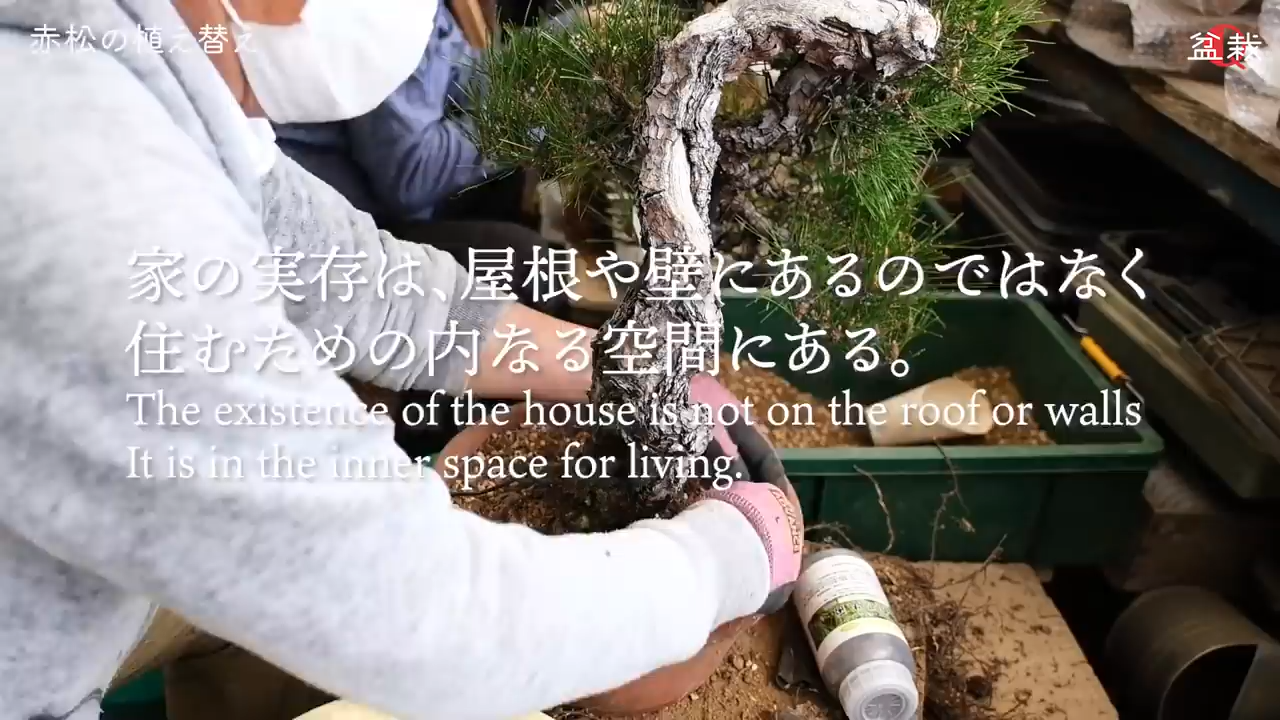 赤松の植え替え
盆栽
Q
家の実存は、屋根や壁にあるのではなく
住むための内なる空間にある。
The existence of the house is not on the roof or walls
It is in the inner space for living.
ADVANCE